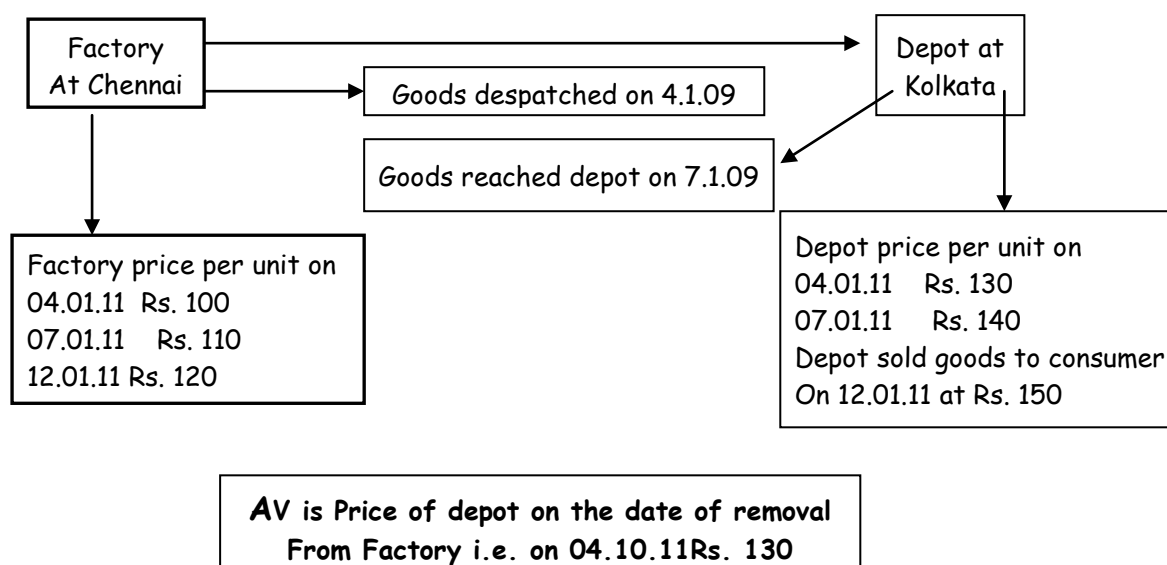 Factory
At Chennai
Depot at
Kolkata
Goods despatched on 4.1.09
Goods reached depot on 7.1.09
Factory price per unit on
04.01.11 Rs. 100
07.01.11 Rs. 110
12.01.11 Rs. 120
Depot price per unit on
04.01.11 Rs. 130
07.01.11 Rs. 140
Depot sold goods to consumer
On 12.01.11 at Rs. 150
AV is Price of depot on the date of removal
From Factory i.e. on 04.10.11Rs. 130